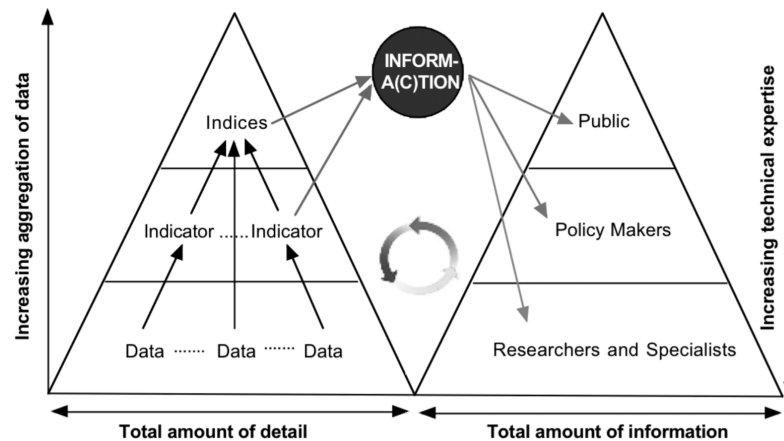 Increasing aggregation of data
INFORM-
A(C)TION
Indices
Public
Indicator ...... Indicator
Policy Makers
Data ....... Data ....... Data
Researchers and Specialists
Increasing technical expertise
Total amount of detail
Total amount of information